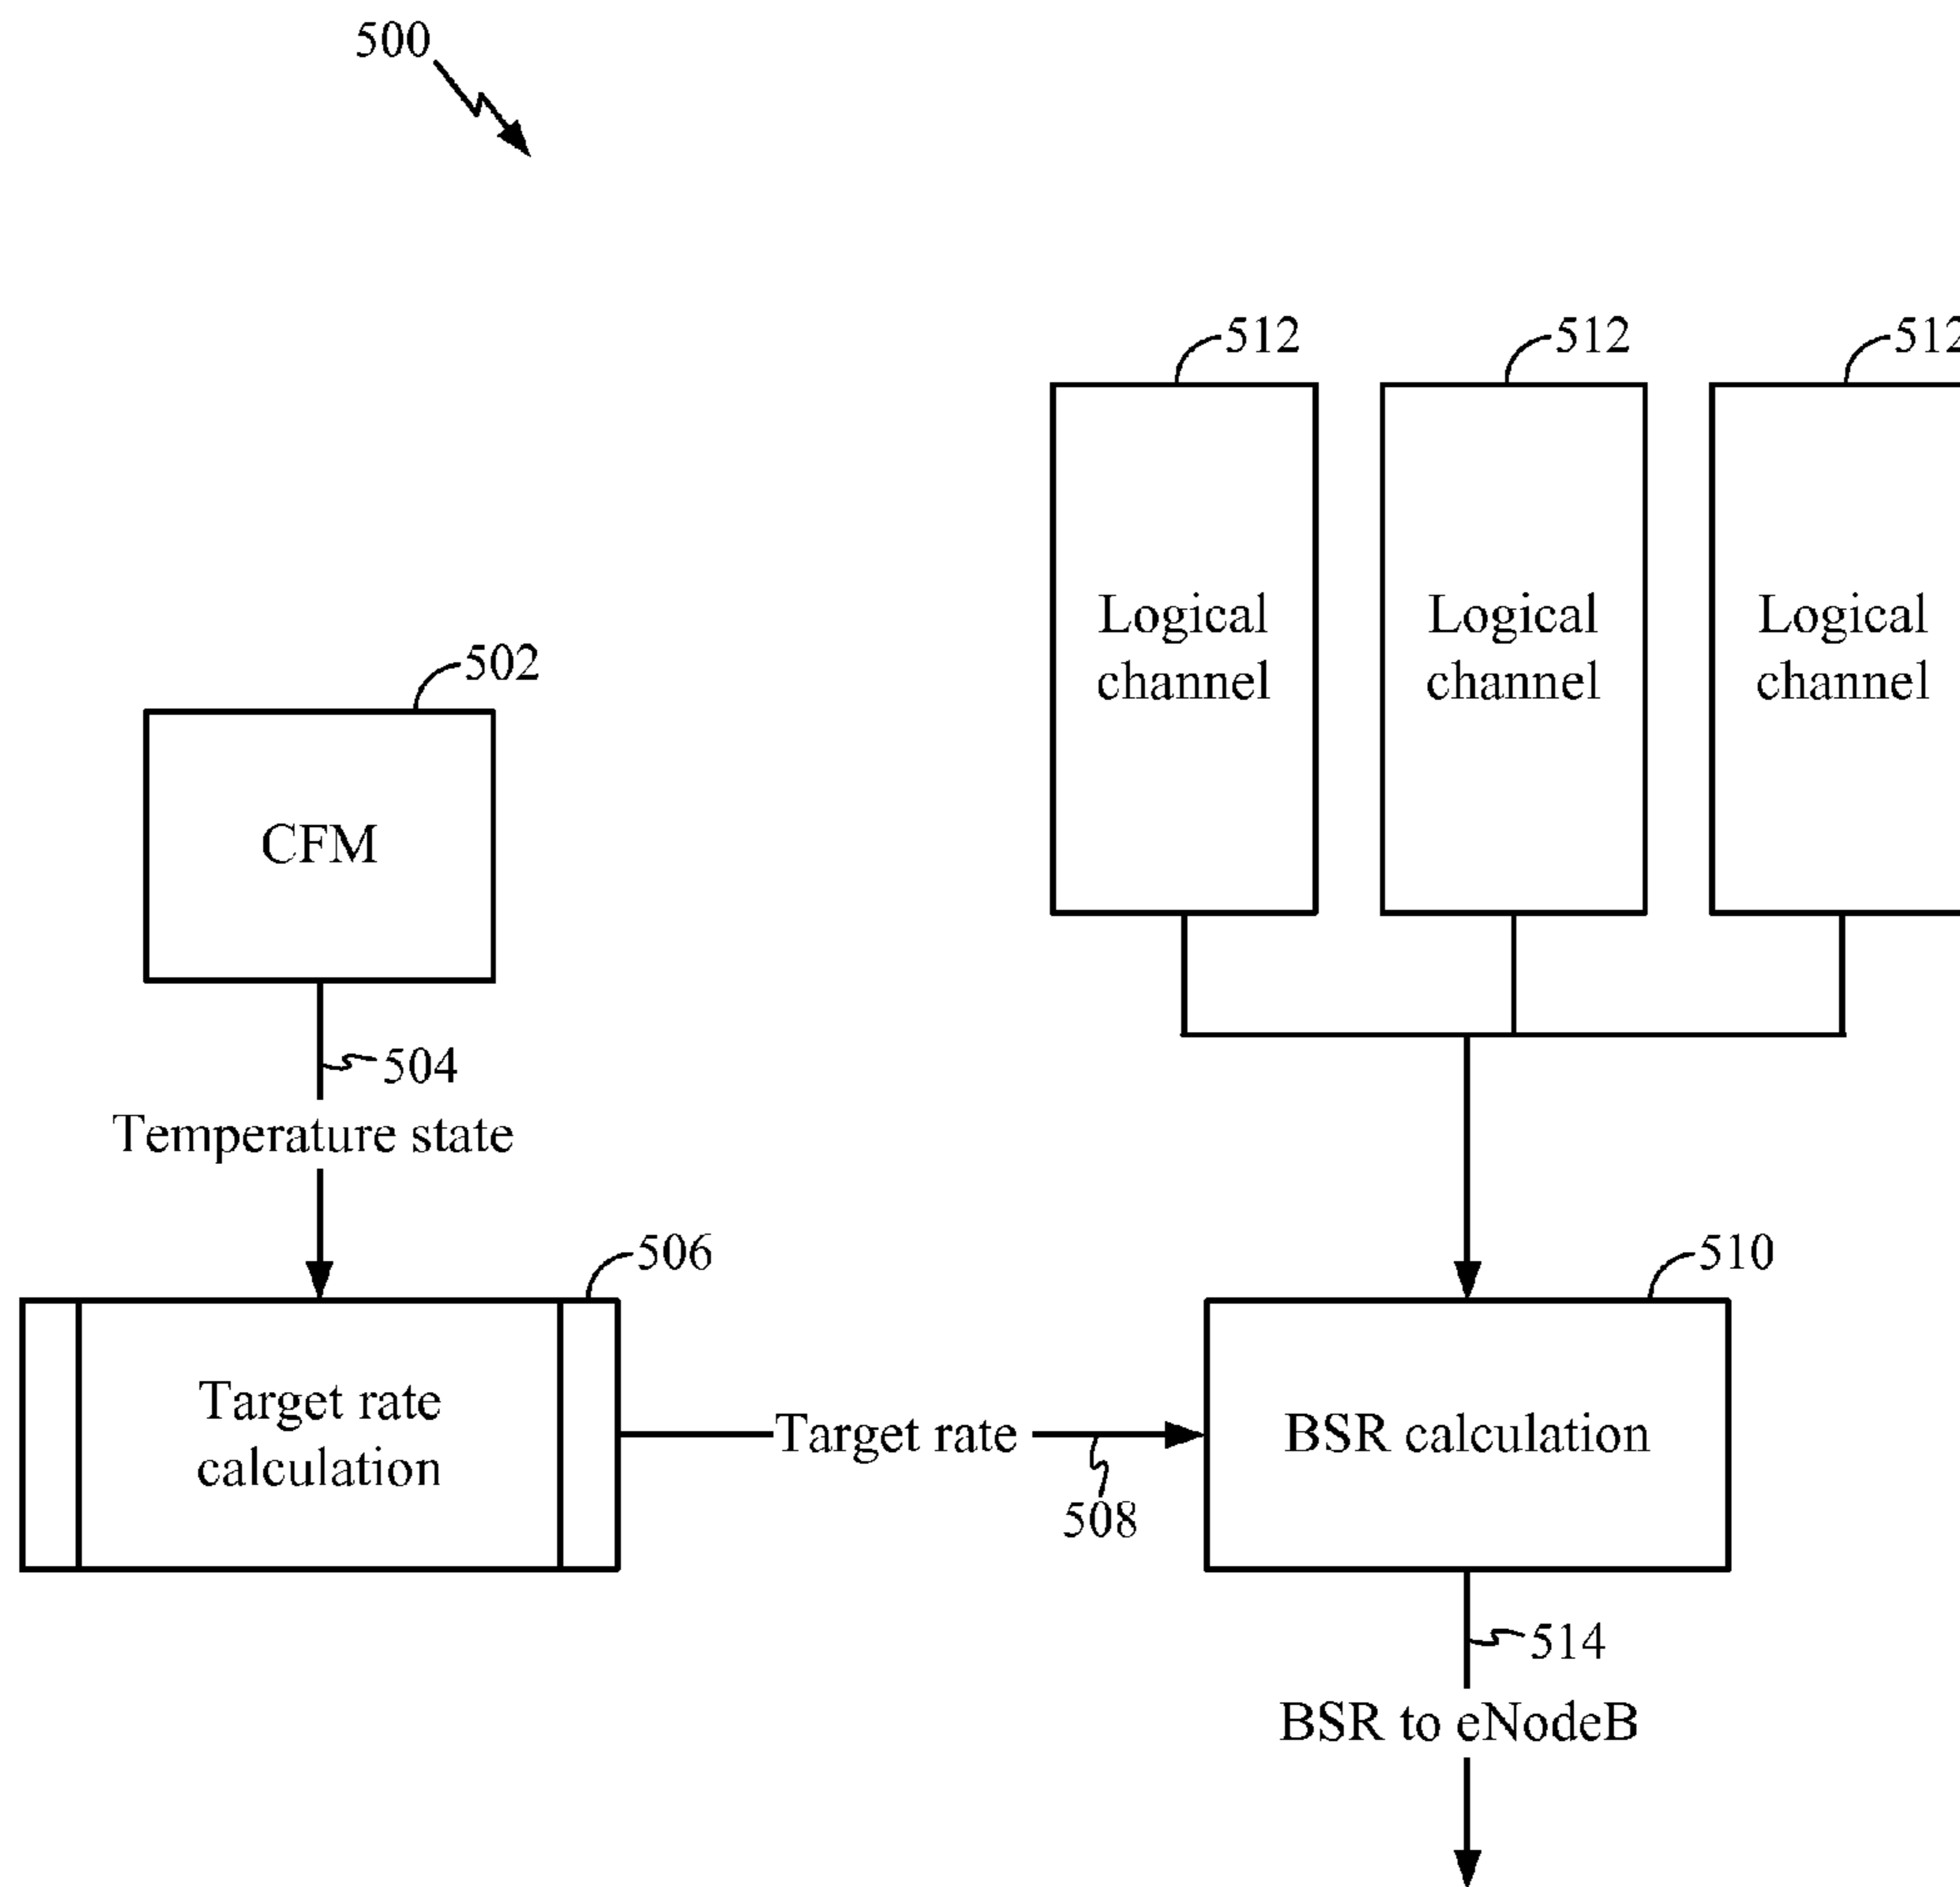 500
512
512
512
Logical
channel
Logical
channel
Logical
channel
502
CFM
504
Temperature state
506
510
Target rate
calculation
Target rate
BSR calculation
508
514
BSR to eNodeB